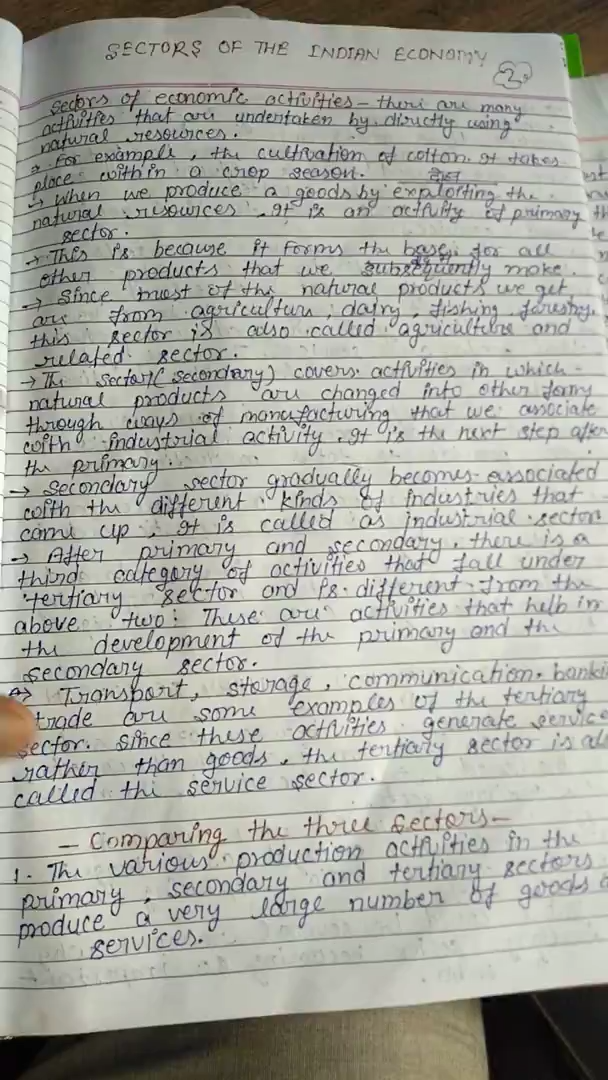 SECTORS OF THE INDIAN ECONOMY
2.
Sectors of economic activities - there are many
activities that are undertaken by directly using
natural resources.
→ For example, the cultivation of cotton. It takes
place within a crop season.
→ When we produce a goods by exploiting the
natural resources, It is an activity of primary
sector.
→ This is because it forms the base for all
other products that we subsequently make.
→ Since most of the natural products we get
are from agriculture, dairy, fishing, forestry.
this sector is also called agriculture and
related sector.
→ The sector (secondary) covers activities in which
natural products are changed into other forms
through ways of manufacturing that we associate
with industrial activity, It is the next step after
the primary.
→ Secondary sector gradually becomes associated
with the different kinds of industries that
came up, It is called as industrial sector
→ After primary and secondary, there is a
third category of activities that fall under
tertiary sector and is different from the
above two: These are activities that help in
the development of the primary and the
secondary sector.
→ Transport, storage, communication, banki
trade are some examples of the tertiary
sector. Since these activities generate service
rather than goods, the tertiary sector is al
called the service sector.
- Comparing the three Sectors -
1. The various production activities in the
primary, secondary and tertiary sectors
produce a very large number of goods a
services.